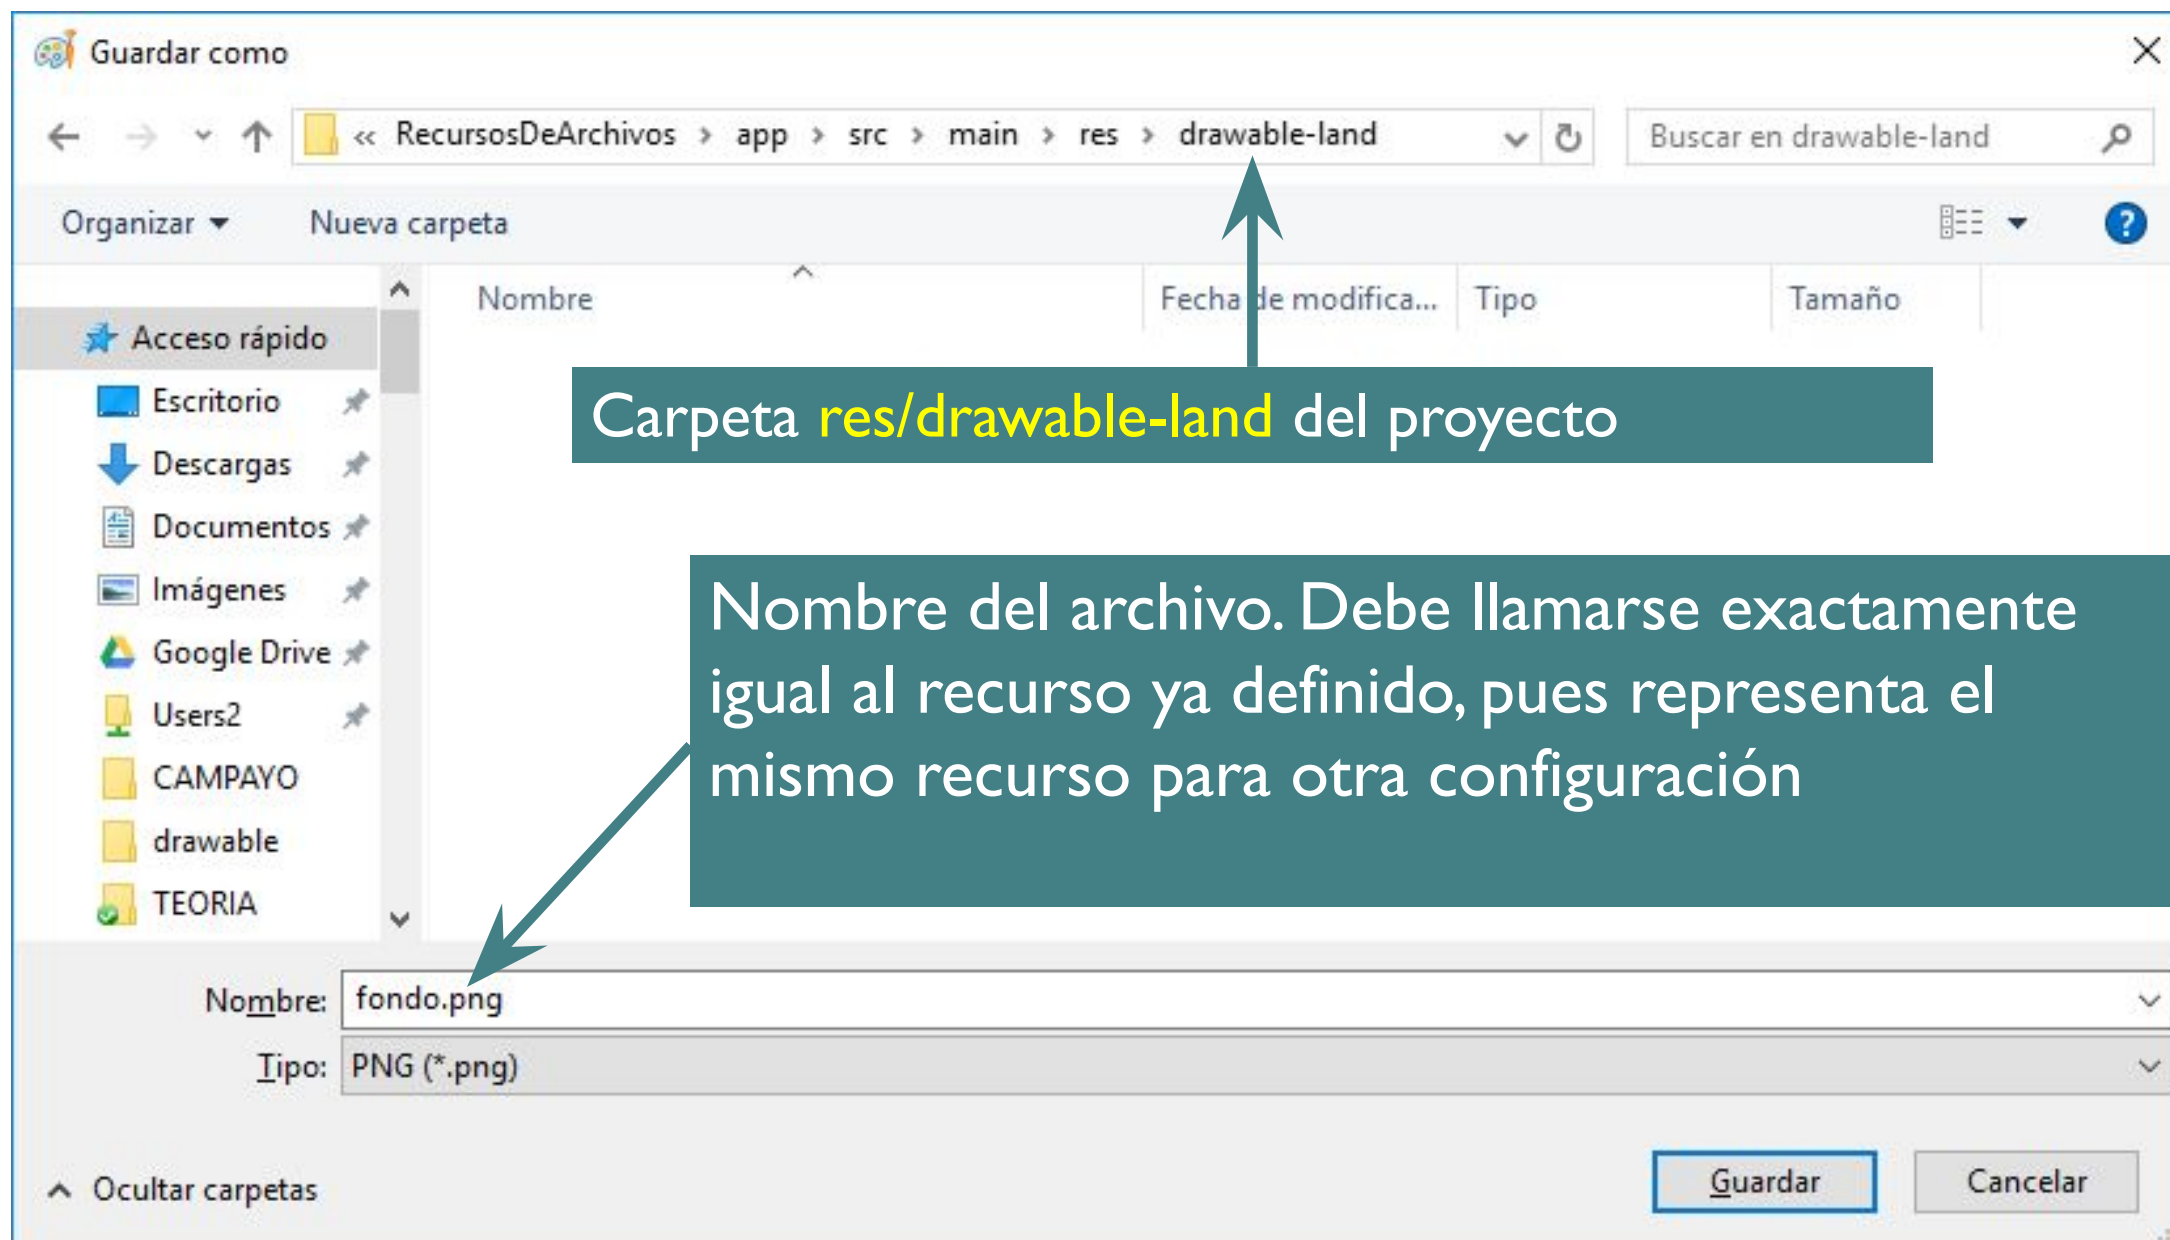 Guardar como
« RecursosDeArchivos › app › src › main › res › drawable-land
Buscar en drawable-land
Organizar
Nueva carpeta
Nombre
Fecha de modifica...
Tipo
Tamaño
Acceso rápido
Escritorio
Descargas
Documentos
Imágenes
Google Drive
Users2
CAMPAYO
drawable
TEORIA
Carpeta res/drawable-land del proyecto
Nombre del archivo. Debe llamarse exactamente
igual al recurso ya definido, pues representa el
mismo recurso para otra configuración
Nombre: fondo.png
Tipo: PNG (*.png)
Ocultar carpetas
Guardar
Cancelar